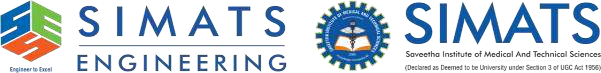 SES
Engineer to Excel
SIMATS
ENGINEERING
SIMATS
Saveetha Institute of Medical And Technical Sciences
(Declared as Deemed to be University under Section 3 of UGC Act 1956)